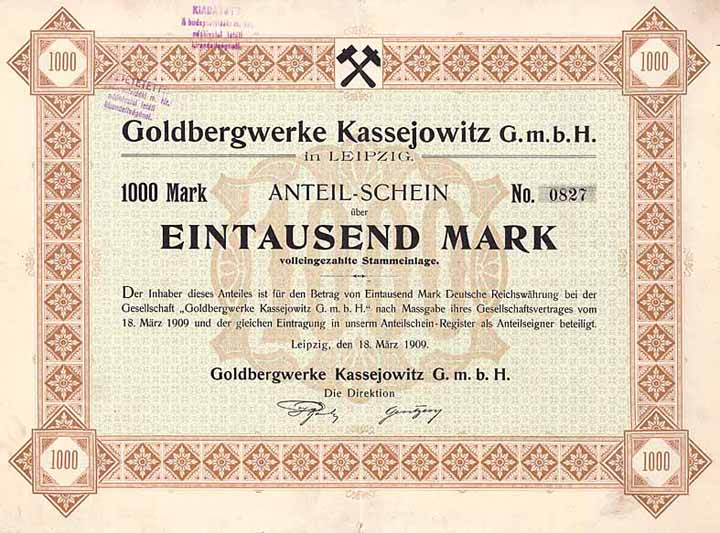 KIADATOTT
1000
1000
Goldbergwerke Kassejowitz G.m.b.H.
in LEIPZIG.
1000 Mark ANTEIL-SCHEIN No. 0827
über
EINTAUSEND MARK
volleingezahlte Stammeinlage.
Der Inhaber dieses Anteiles ist für den Betrag von Eintausend Mark Deutsche Reichswährung bei der
Gesellschaft „Goldbergwerke Kassejowitz G. m. b. H.“ nach Massgabe ihres Gesellschaftsvertrages vom
18. März 1909 und der gleichen Eintragung in unserm Anteilschein-Register als Anteilseigner beteiligt.
Leipzig, den 18. März 1909.
Goldbergwerke Kassejowitz G. m. b. H.
Die Direktion
1000
1000